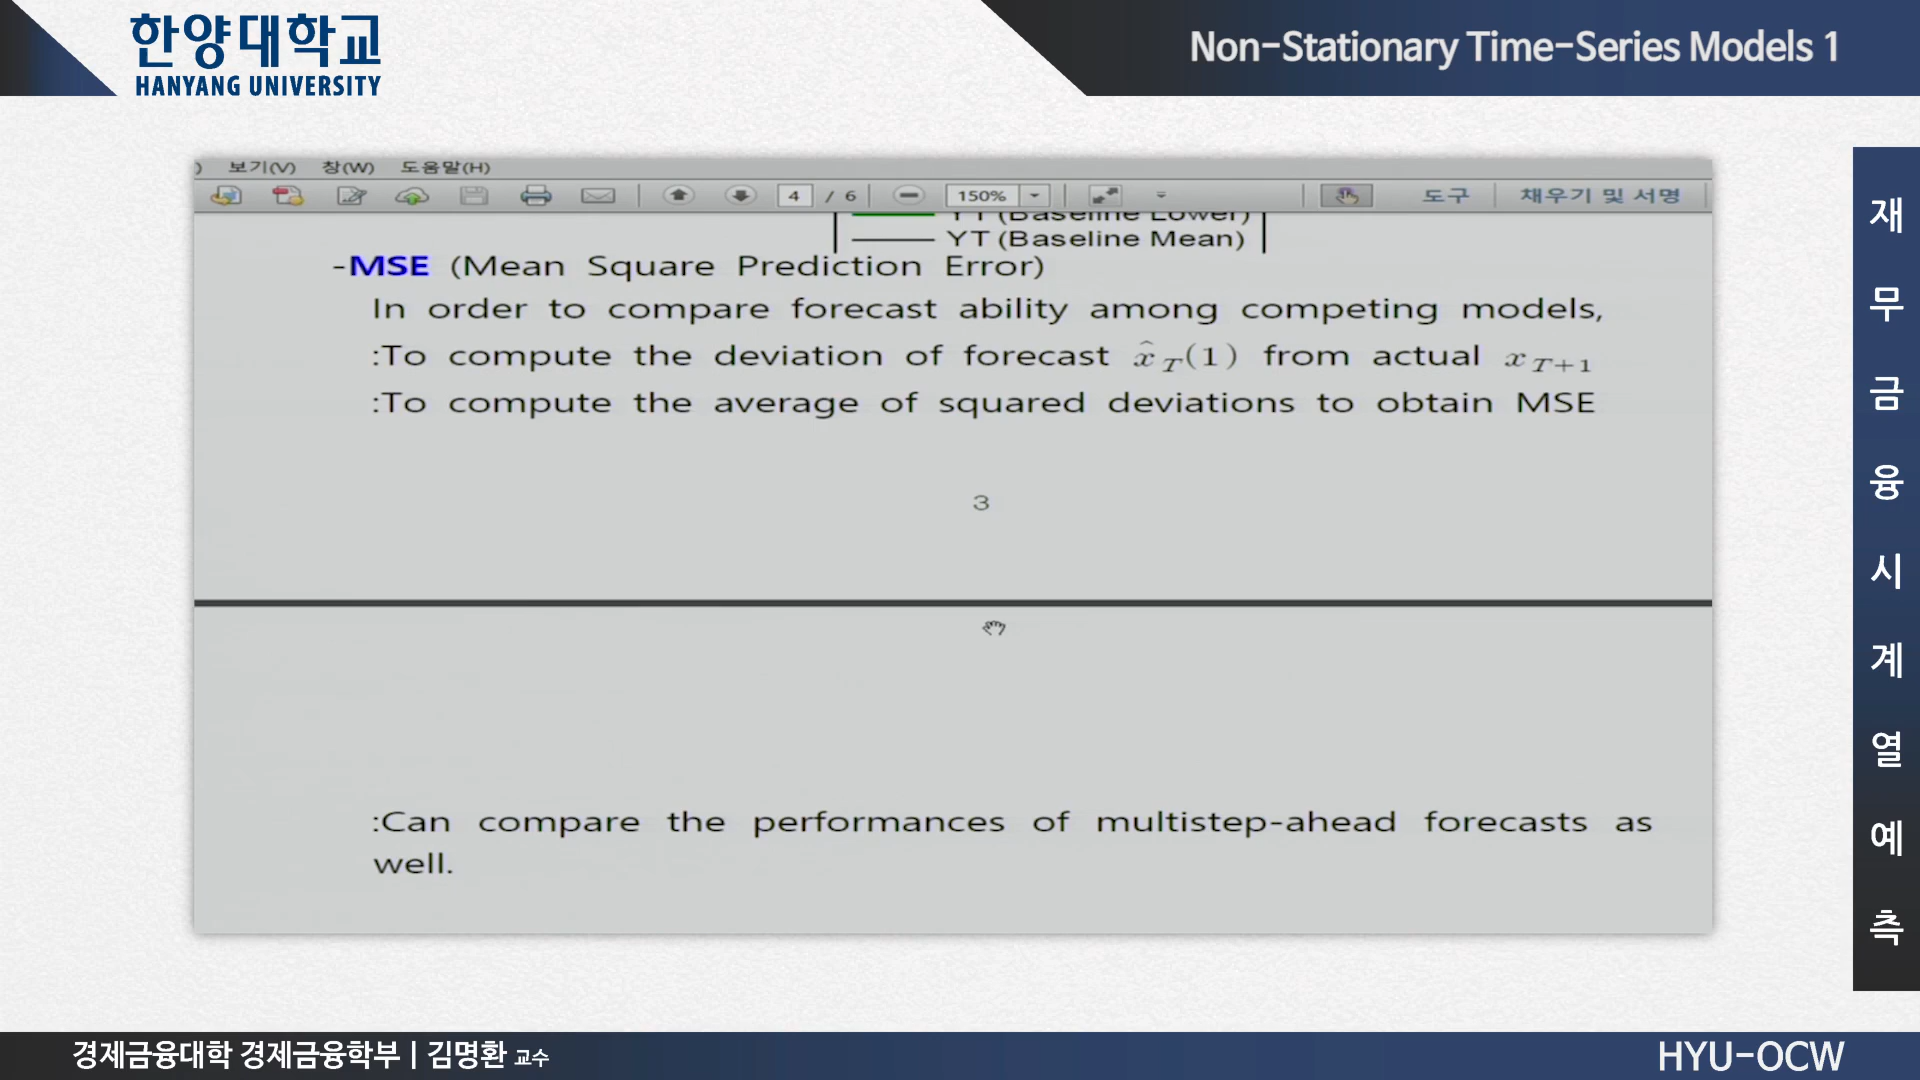 한양대학교
HANYANG UNIVERSITY
Non-Stationary Time-Series Models 1
보기(V) 창(W) 도움말(H)
4 / 6 150% 도구 채우기 및 서명
YT (Baseline Lower)
YT (Baseline Mean)
-MSE (Mean Square Prediction Error)
In order to compare forecast ability among competing models,
:To compute the deviation of forecast x̂_T(1) from actual x_{T+1}
:To compute the average of squared deviations to obtain MSE
3
:Can compare the performances of multistep-ahead forecasts as
well.
재무금융시계열예측
경제금융대학 경제금융학부 | 김명환 교수
HYU-OCW